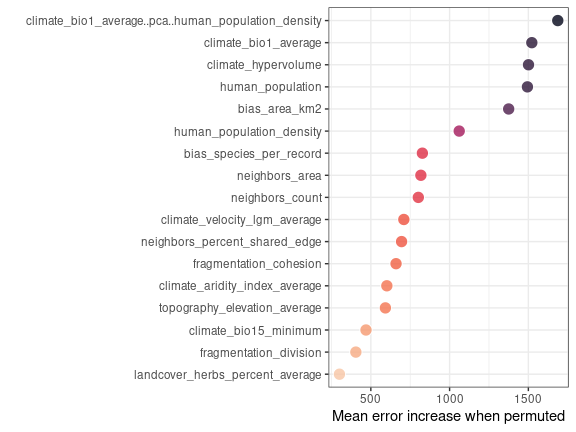 climate_bio1_average..pca..human_population_density
climate_bio1_average
climate_hypervolume
human_population
bias_area_km2
human_population_density
bias_species_per_record
neighbors_area
neighbors_count
climate_velocity_lgm_average
neighbors_percent_shared_edge
fragmentation_cohesion
climate_aridity_index_average
topography_elevation_average
climate_bio15_minimum
fragmentation_division
landcover_herbs_percent_average
500 1000 1500
Mean error increase when permuted